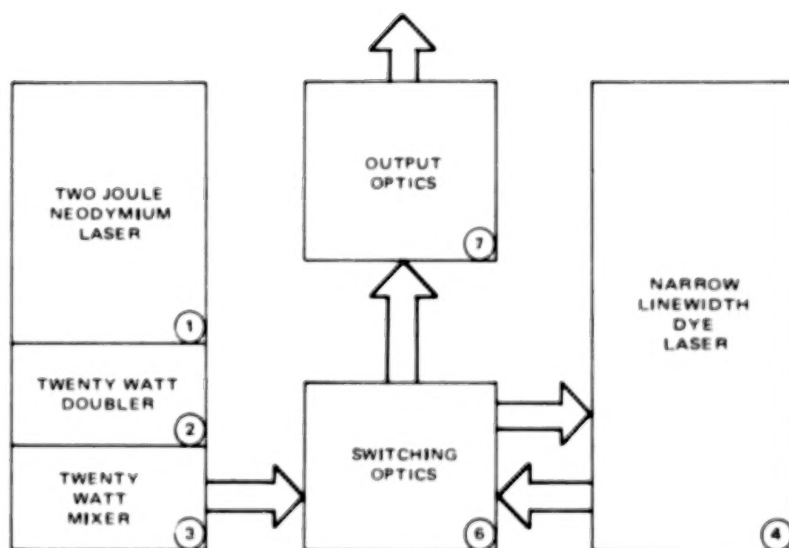 TWO JOULE
NEODYMIUM
LASER
1
TWENTY WATT
DOUBLER
2
TWENTY
WATT
MIXER
3
OUTPUT
OPTICS
7
SWITCHING
OPTICS
6
NARROW
LINEWIDTH
DYE
LASER
4